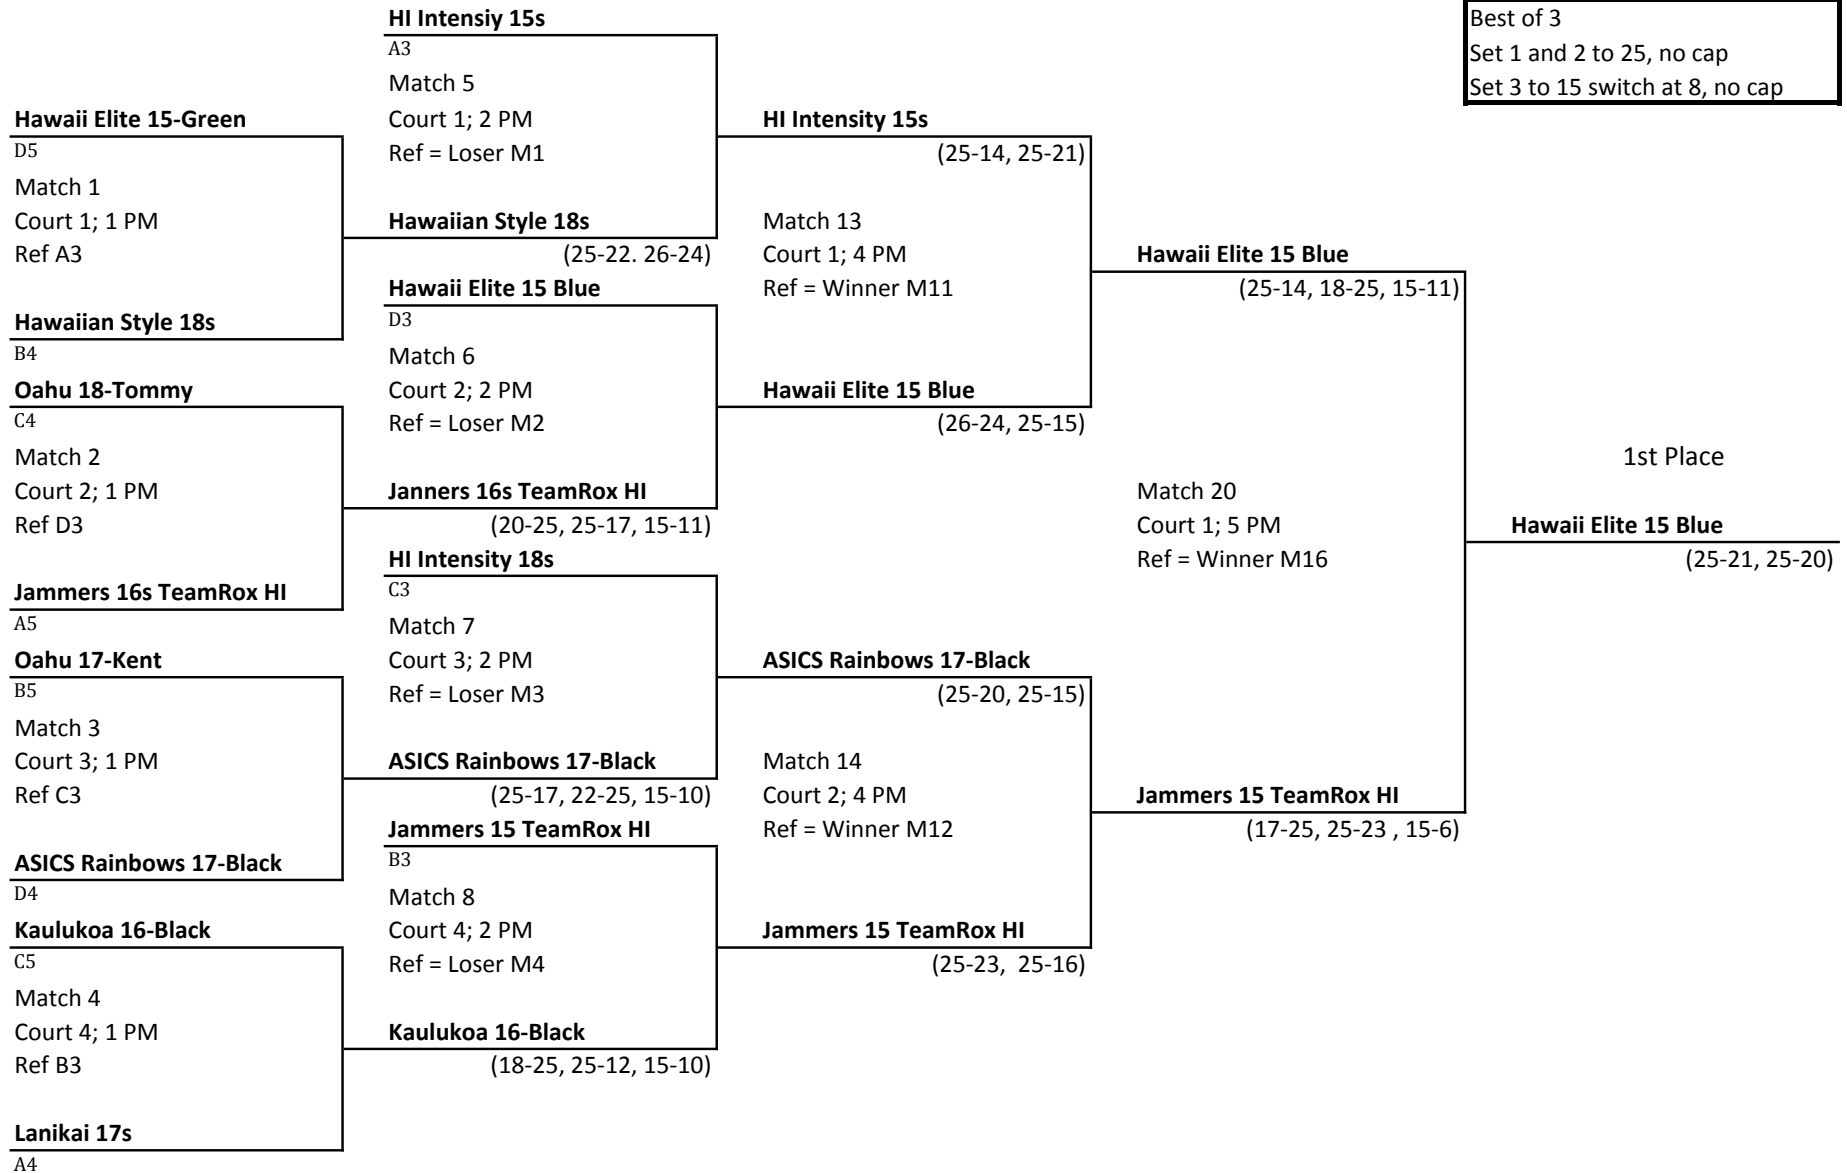 HI Intensiy 15s
A3
Match 5
Court 1; 2 PM
Ref = Loser M1
Hawaiian Style 18s
(25-22. 26-24)
Hawaii Elite 15 Blue
D3
Match 6
Court 2; 2 PM
Ref = Loser M2
Janners 16s TeamRox HI
(20-25, 25-17, 15-11)
HI Intensity 18s
C3
Match 7
Court 3; 2 PM
Ref = Loser M3
ASICS Rainbows 17-Black
(25-17, 22-25, 15-10)
Jammers 15 TeamRox HI
B3
Match 8
Court 4; 2 PM
Ref = Loser M4
Kaulukoa 16-Black
(18-25, 25-12, 15-10)
Hawaii Elite 15-Green
D5
Match 1
Court 1; 1 PM
Ref A3
Hawaiian Style 18s
B4
Oahu 18-Tommy
C4
Match 2
Court 2; 1 PM
Ref D3
Jammers 16s TeamRox HI
A5
Oahu 17-Kent
B5
Match 3
Court 3; 1 PM
Ref C3
ASICS Rainbows 17-Black
D4
Kaulukoa 16-Black
C5
Match 4
Court 4; 1 PM
Ref B3
Lanikai 17s
A4
HI Intensity 15s
(25-14, 25-21)
Match 13
Court 1; 4 PM
Ref = Winner M11
Hawaii Elite 15 Blue
(26-24, 25-15)
ASICS Rainbows 17-Black
(25-20, 25-15)
Match 14
Court 2; 4 PM
Ref = Winner M12
Jammers 15 TeamRox HI
(25-23, 25-16)
Hawaii Elite 15 Blue
(25-14, 18-25, 15-11)
Match 20
Court 1; 5 PM
Ref = Winner M16
Jammers 15 TeamRox HI
(17-25, 25-23 , 15-6)
Best of 3
Set 1 and 2 to 25, no cap
Set 3 to 15 switch at 8, no cap
1st Place
Hawaii Elite 15 Blue
(25-21, 25-20)